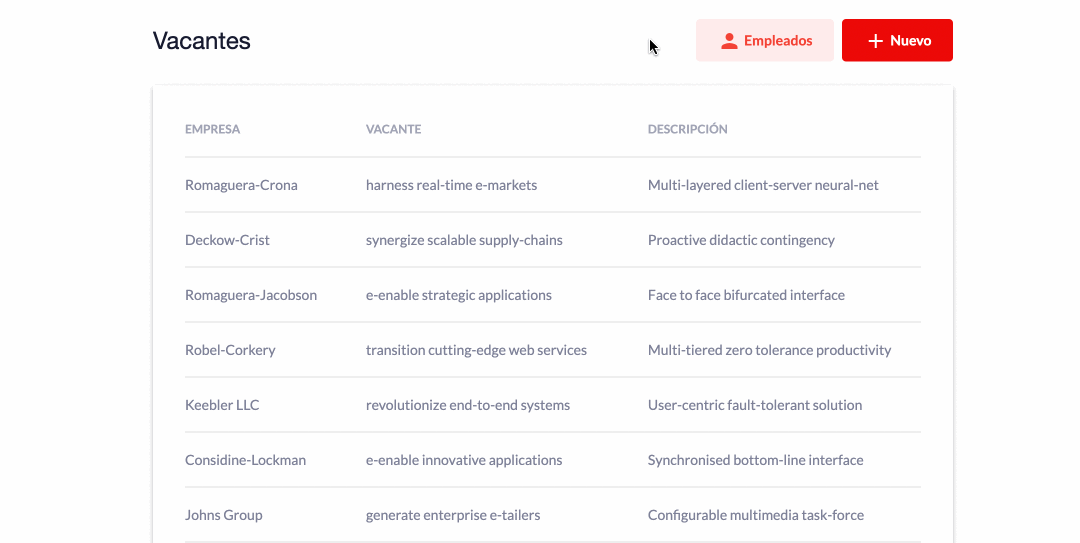 Vacantes
Empleados
Nuevo
EMPRESA VACANTE DESCRIPCIÓN
Romaguera-Crona harness real-time e-markets Multi-layered client-server neural-net
Deckow-Crist synergize scalable supply-chains Proactive didactic contingency
Romaguera-Jacobson e-enable strategic applications Face to face bifurcated interface
Robel-Corkery transition cutting-edge web services Multi-tiered zero tolerance productivity
Keebler LLC revolutionize end-to-end systems User-centric fault-tolerant solution
Considine-Lockman e-enable innovative applications Synchronised bottom-line interface
Johns Group generate enterprise e-tailers Configurable multimedia task-force